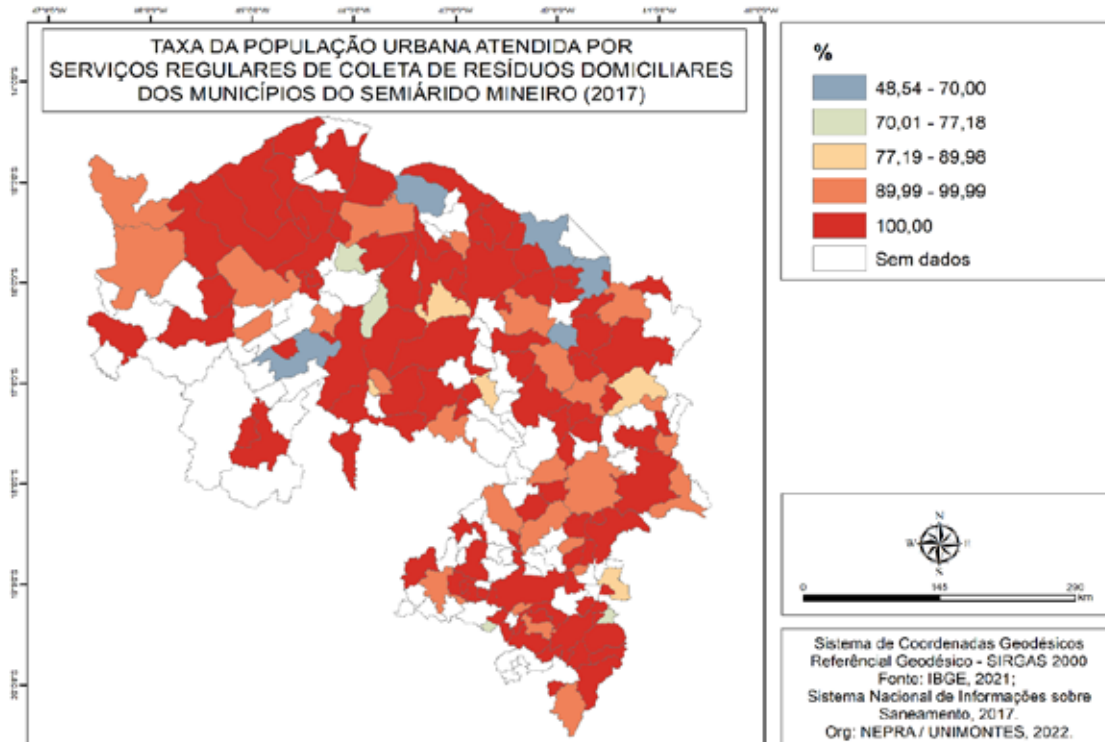 TAXA DA POPULAÇÃO URBANA ATENDIDA POR
SERVIÇOS REGULARES DE COLETA DE RESÍDUOS DOMICILIARES
DOS MUNICÍPIOS DO SEMIÁRIDO MINEIRO (2017)
%
48,54 - 70,00
70,01 - 77,18
77,19 - 89,98
89,99 - 99,99
100,00
Sem dados
N
W
S
0 145 290
km
Sistema de Coordenadas Geodésicos
Referêncial Geodésico - SIRGAS 2000
Fonte: IBGE, 2021;
Sistema Nacional de Informações sobre
Saneamento, 2017.
Org: NEPRA / UNIMONTES, 2022.